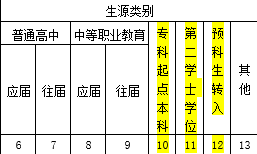 生源类别
普通高中 中等职业教育 专科起点本科 第二学士学位 预科生转入 其他
应届 往届 应届 往届
6 7 8 9 10 11 12 13